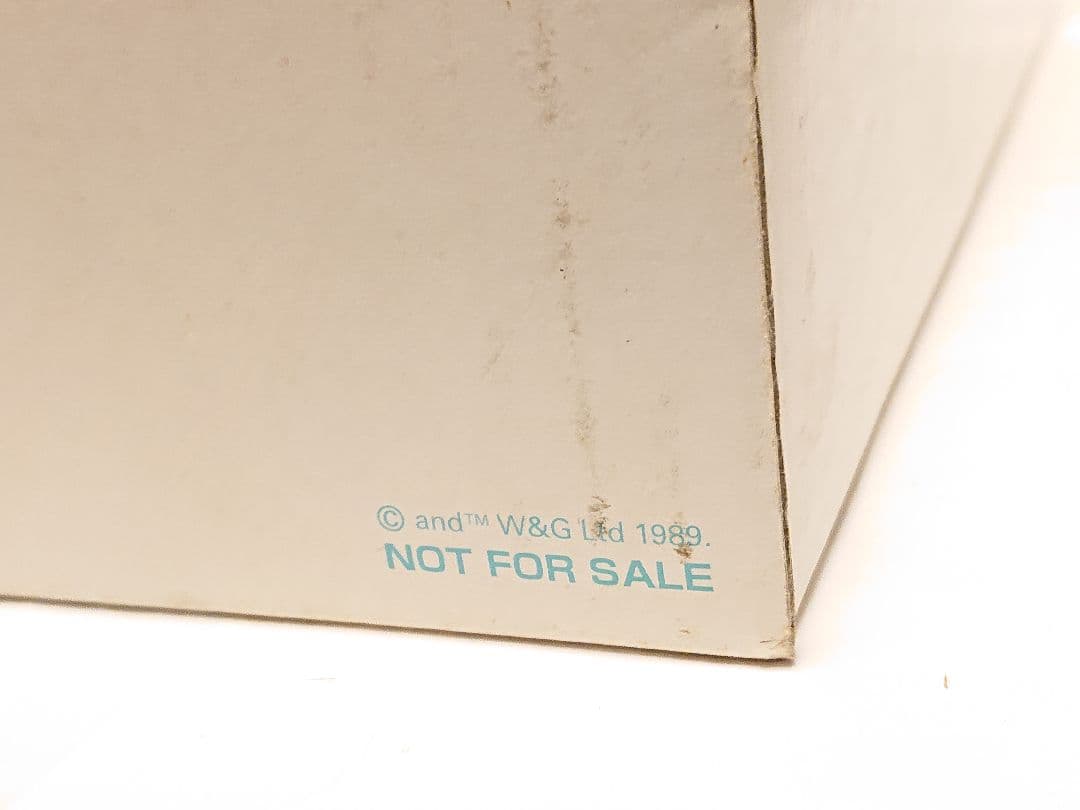 © and™ W&G Ltd 1989.
NOT FOR SALE